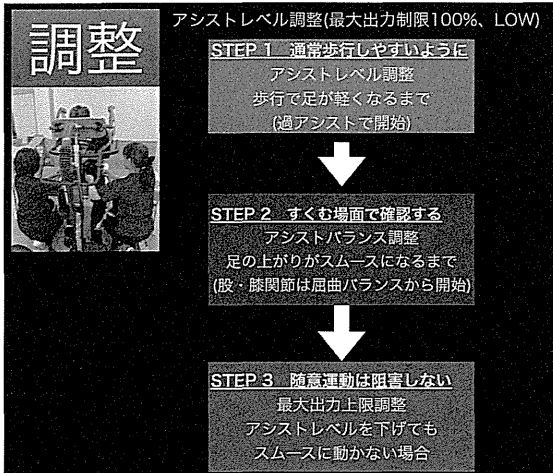 調整
アシストレベル調整(最大出力制限100%、LOW)
STEP 1　通常歩行しやすいように
アシストレベル調整
歩行で足が軽くなるまで
(過アシストで開始)
STEP 2　すくむ場面で確認する
アシストバランス調整
足の上がりがスムースになるまで
(股・膝関節は屈曲バランスから開始)
STEP 3　随意運動は阻害しない
最大出力上限調整
アシストレベルを下げても
スムースに動かない場合